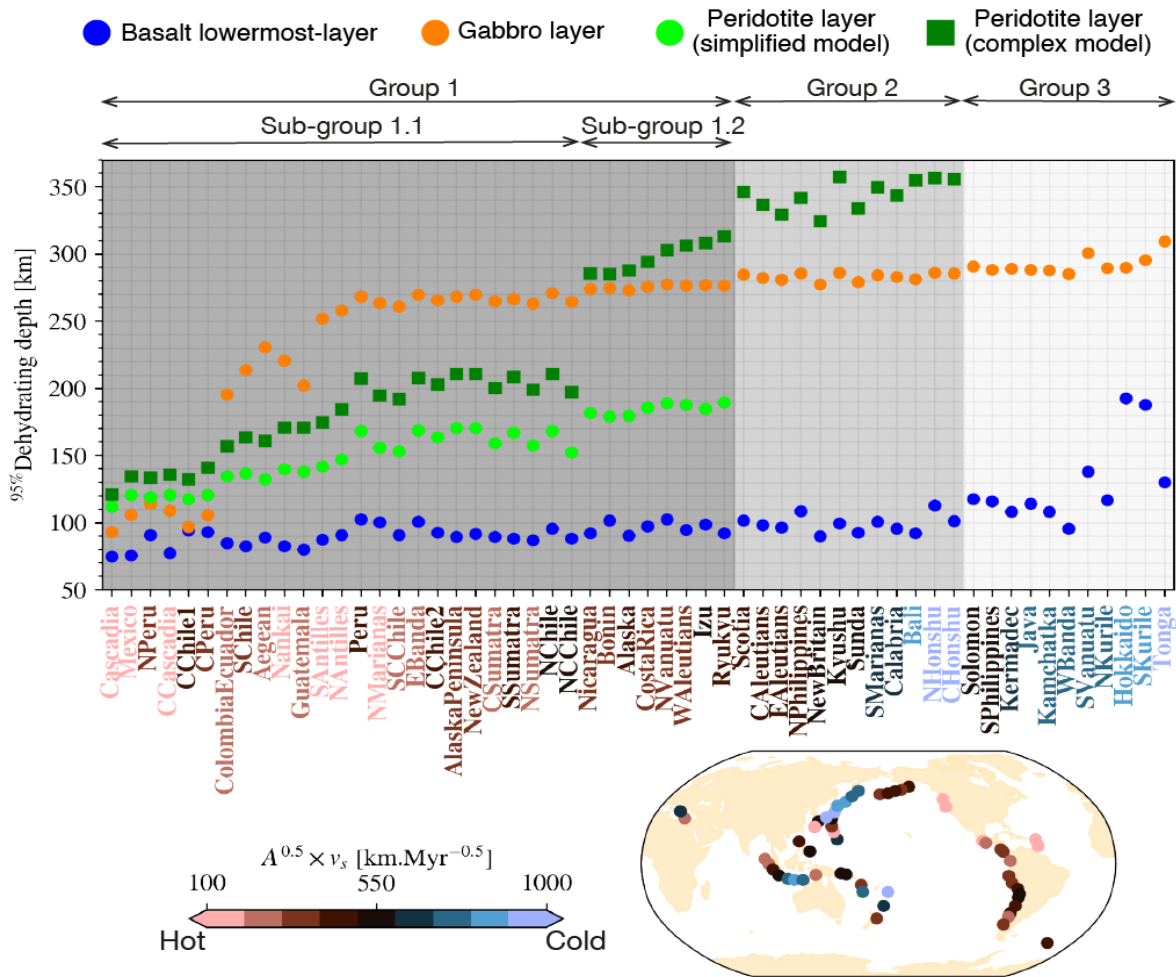 Basalt lowermost-layer
Gabbro layer
Peridotite layer
(simplified model)
Peridotite layer
(complex model)
Group 1
Group 2
Group 3
Sub-group 1.1
Sub-group 1.2
95%Dehydrating depth [km]
350
300
250
200
150
100
50
Cascadia
Mexico
NPeru
CCascadia
CChile1
CPeru
ColombiaEcuador
SChile
Aegean
Nankai
Guatemala
SAntilles
NAntilles
Peru
NMarianas
SCChile
EBanda
CChile2
AlaskaPeninsula
NewZealand
CSumatra
SSumatra
NSumatra
NChile
NCChile
Nicaragua
Bonin
Alaska
CostaRica
NVanuatu
WAleutians
Izu
Ryukyu
Scotia
CAleutians
EAleutians
NPhilippines
NewBritain
Kyushu
Sunda
SMarianas
Calabria
Bali
NHonshu
CHonshu
Solomon
SPhilippines
Kermadec
Java
Kamchatka
WBanda
SVanuatu
NKurile
Hokkaido
SKurile
Tonga
A^0.5 × v_s [km.Myr^−0.5]
100 550 1000
Hot Cold